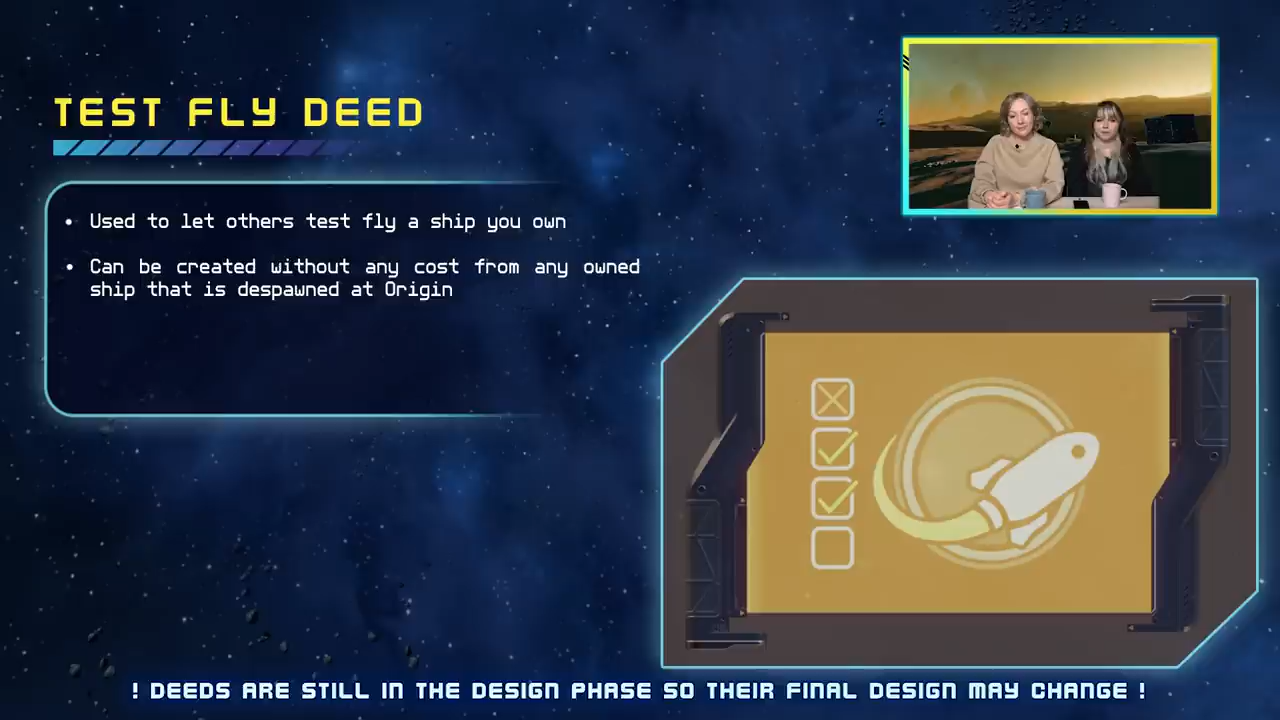 TEST FLY DEED
• Used to let others test fly a ship you own
• Can be created without any cost from any owned
ship that is despawned at Origin
! DEEDS ARE STILL IN THE DESIGN PHASE SO THEIR FINAL DESIGN MAY CHANGE !